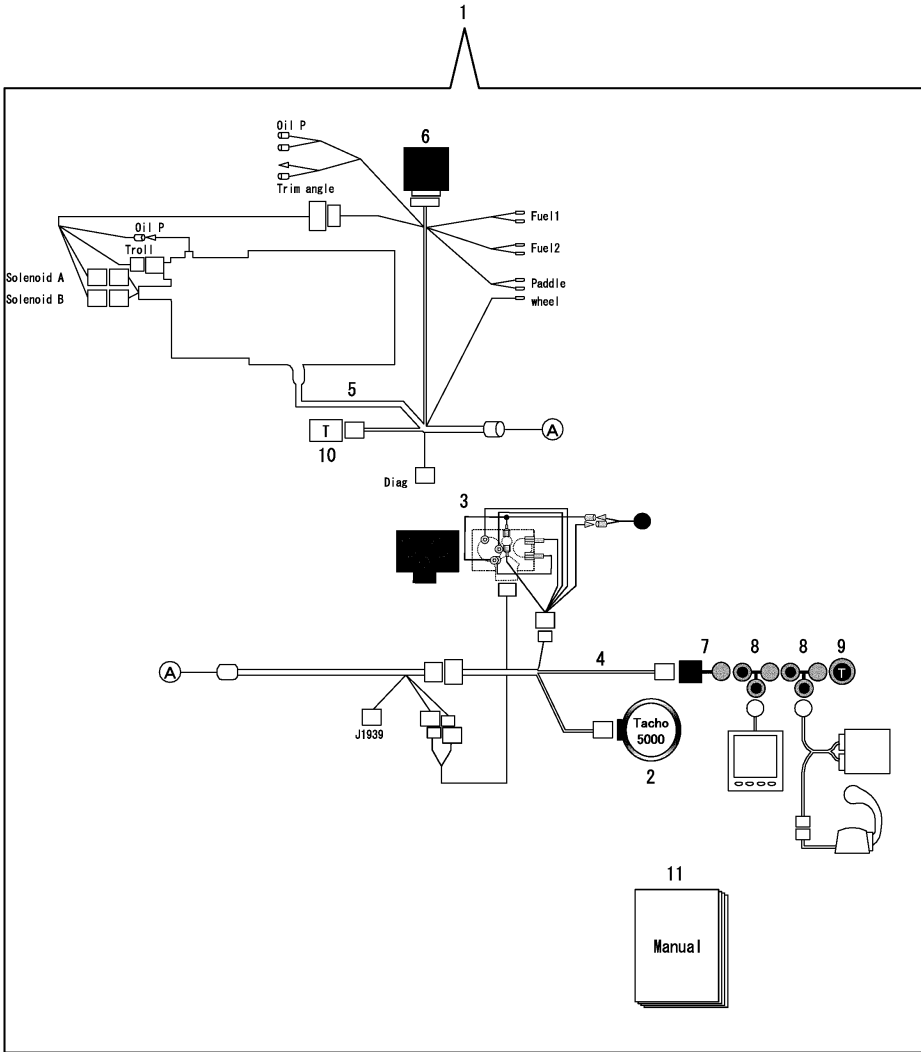 1
Oil P
6
Trim angle
Fuel1
Oil P
Fuel2
Troll
Solenoid A
Paddle
Solenoid B
wheel
5
T
A
10
Diag
3
7
8
8
9
4
A
T
Tacho
5000
J1939
2
11
Manual